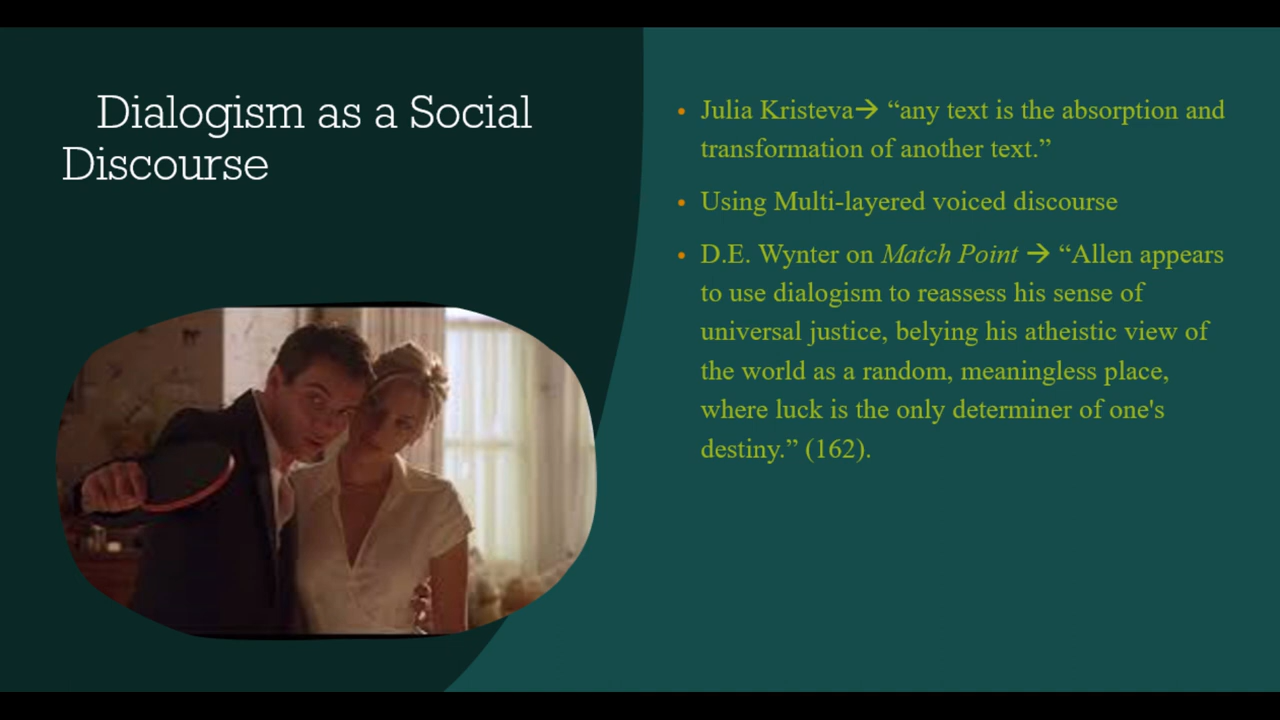 Dialogism as a Social
Discourse
• Julia Kristeva→ “any text is the absorption and
transformation of another text.”
• Using Multi-layered voiced discourse
• D.E. Wynter on Match Point → “Allen appears
to use dialogism to reassess his sense of
universal justice, belying his atheistic view of
the world as a random, meaningless place,
where luck is the only determiner of one's
destiny.” (162).